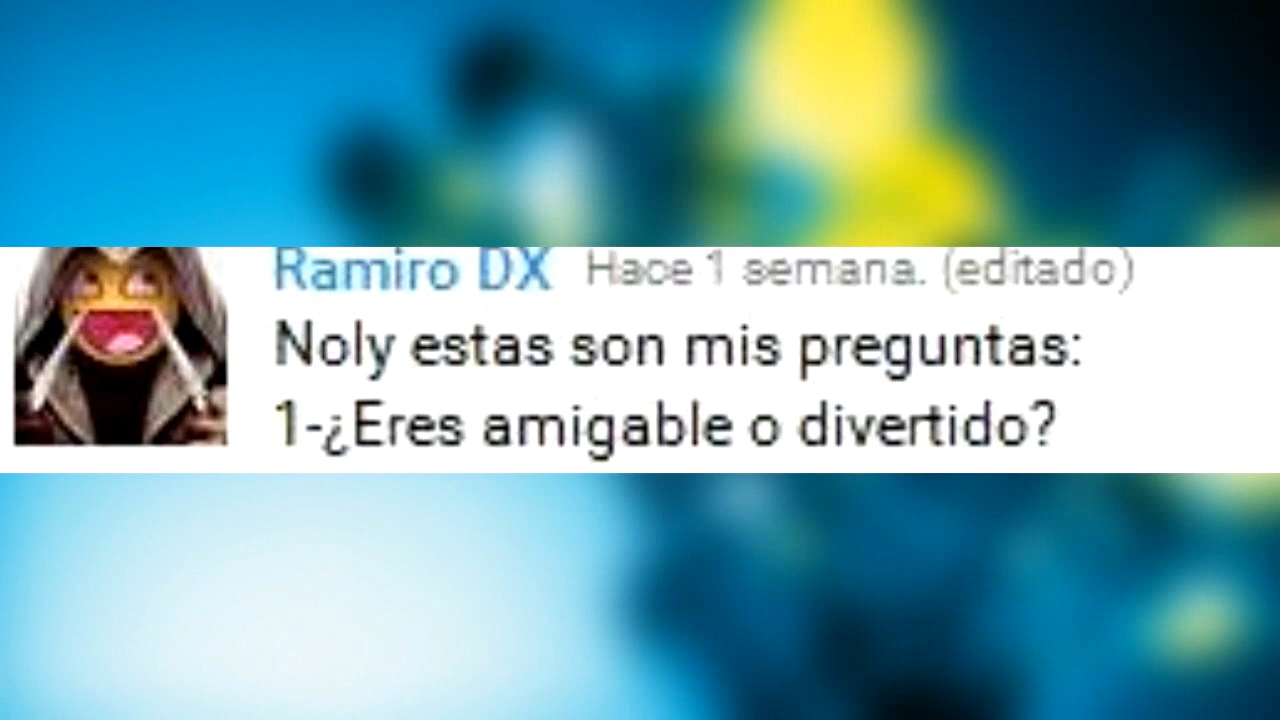 Ramiro DX Hace 1 semana. (editado)
Noly estas son mis preguntas:
1-¿Eres amigable o divertido?